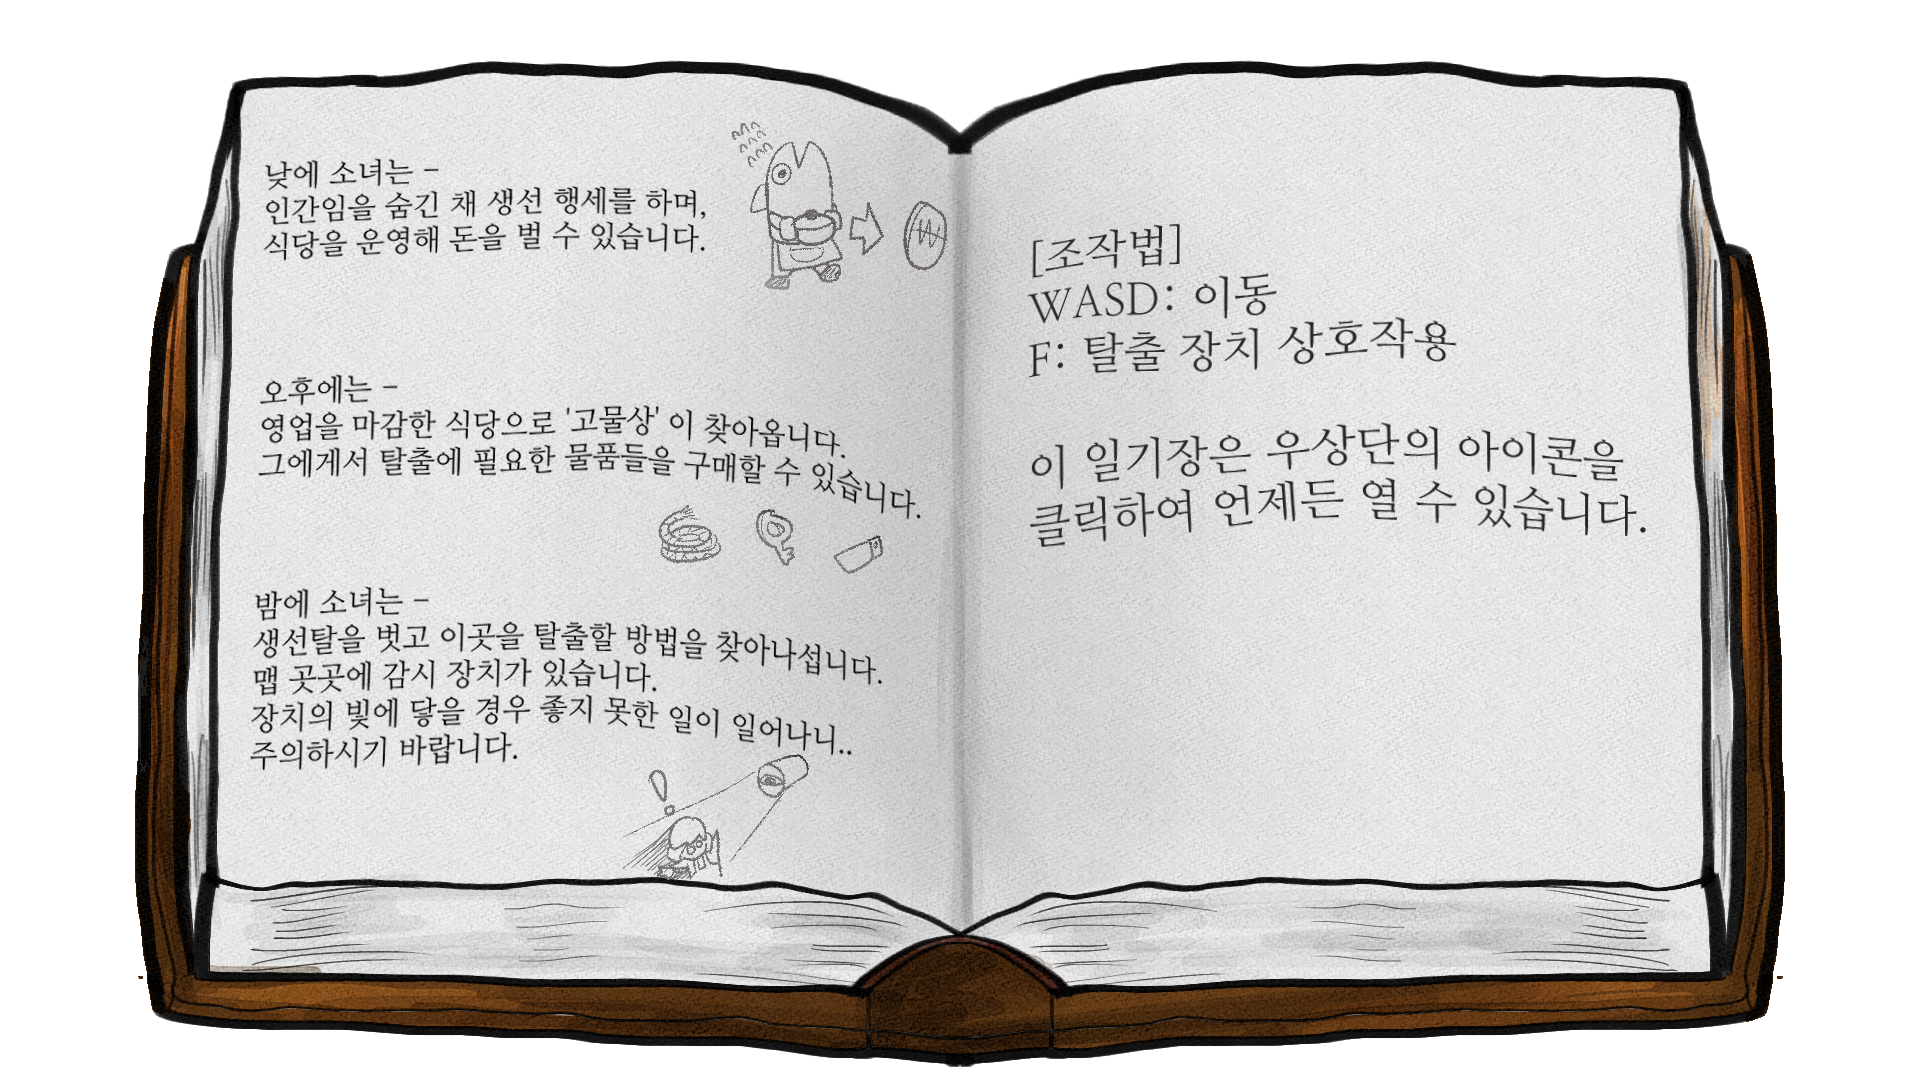 낮에 소녀는 -
인간임을 숨긴 채 생선 행세를 하며,
식당을 운영해 돈을 벌 수 있습니다.
W
오후에는 -
영업을 마감한 식당으로 '고물상' 이 찾아옵니다.
그에게서 탈출에 필요한 물품들을 구매할 수 있습니다.
밤에 소녀는 -
생선탈을 벗고 이곳을 탈출할 방법을 찾아나섭니다.
맵 곳곳에 감시 장치가 있습니다.
장치의 빛에 닿을 경우 좋지 못한 일이 일어나니..
주의하시기 바랍니다.
!
[조작법]
WASD: 이동
F: 탈출 장치 상호작용
이 일기장은 우상단의 아이콘을
클릭하여 언제든 열 수 있습니다.